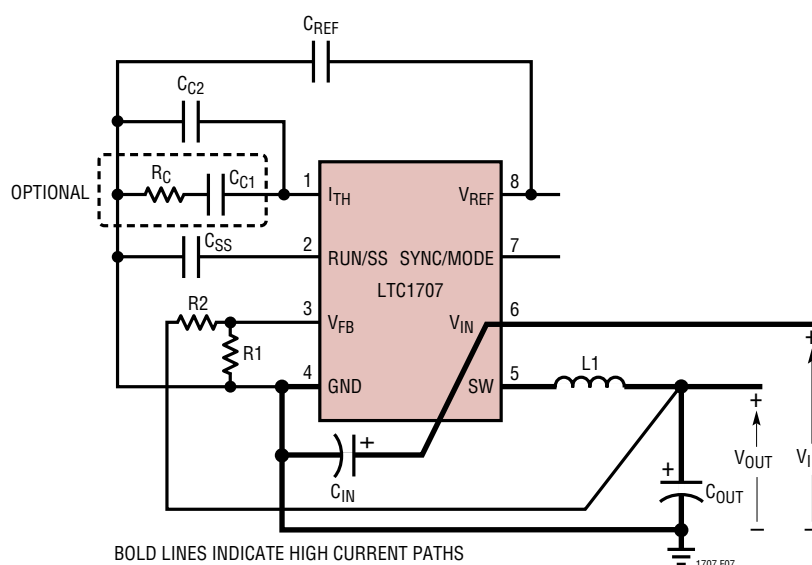 CREF
CC2
OPTIONAL
RC
CC1
1
ITH
VREF
8
CSS
2
RUN/SS
SYNC/MODE
7
LTC1707
R2
3
VFB
VIN
6
R1
4
GND
SW
5
L1
+
+
+
CIN
+
VOUT
VI
COUT
–
–
BOLD LINES INDICATE HIGH CURRENT PATHS
1707 F07